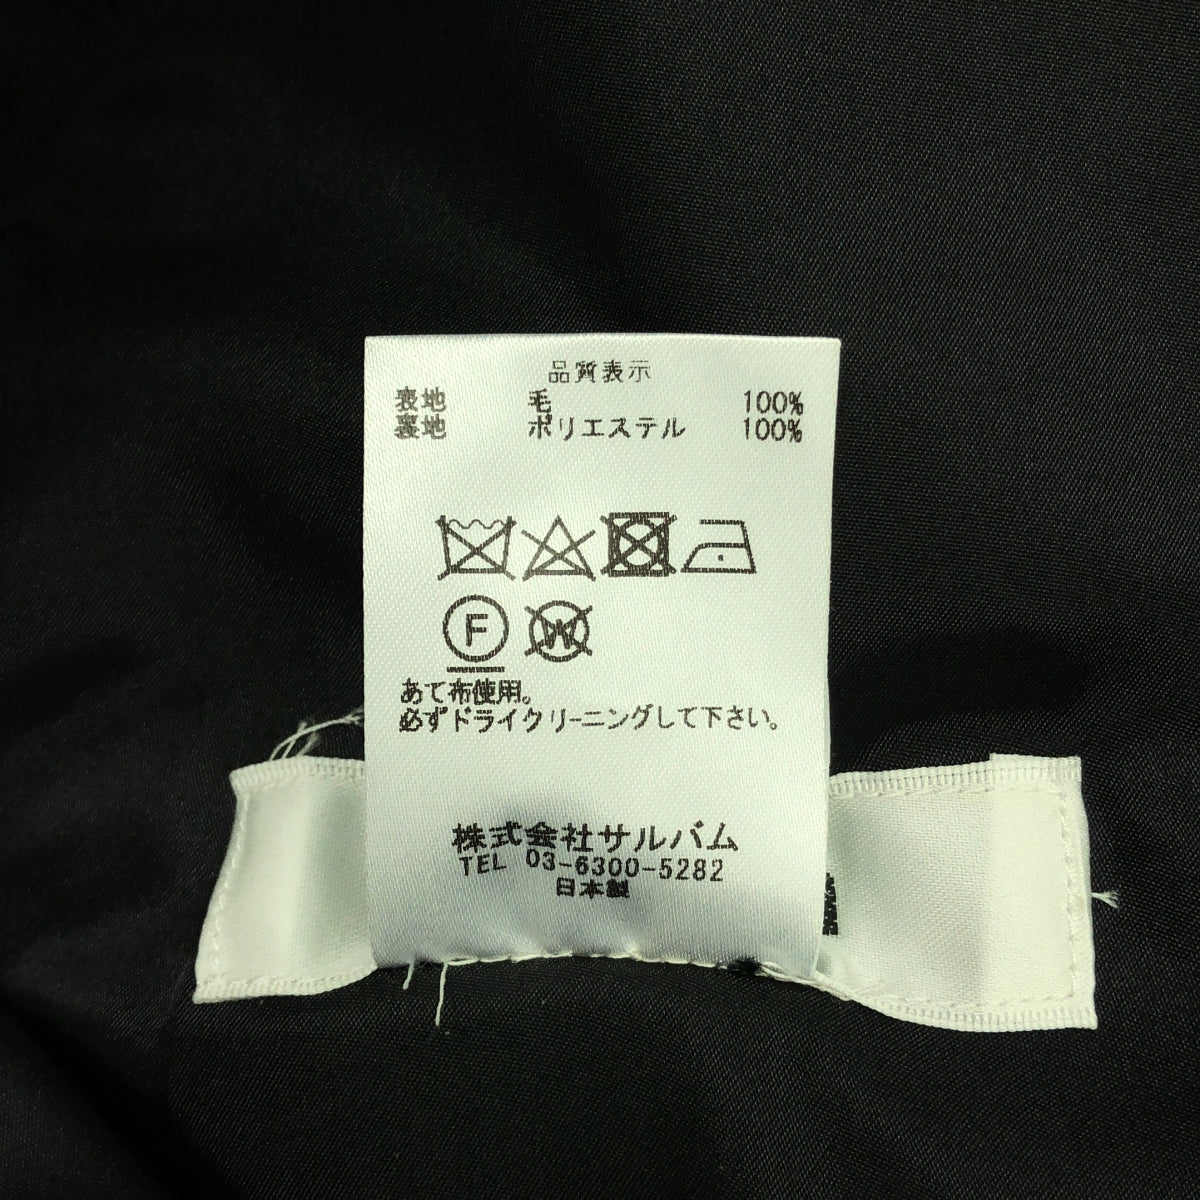 品質表示
表地 毛 100%
裏地 ポリエステル 100%
F W
あて布使用。
必ずドライクリーニングして下さい。
株式会社サルバム
TEL 03-6300-5282
日本製